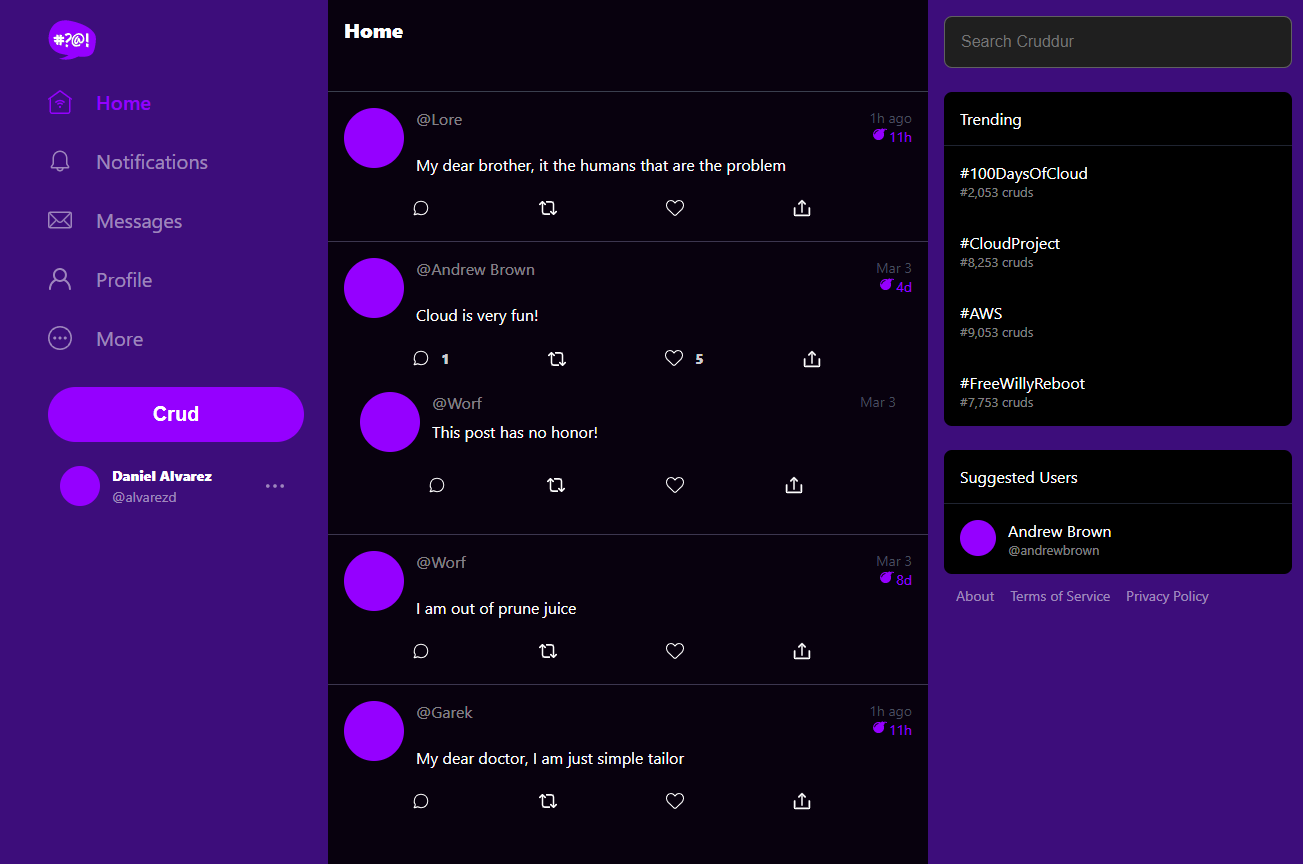 #?@!
Home
Notifications
Messages
Profile
More
Crud
Daniel Alvarez
@alvarezd
Home
@Lore
1h ago
11h
My dear brother, it the humans that are the problem
@Andrew Brown
Mar 3
4d
Cloud is very fun!
1
5
@Worf
Mar 3
This post has no honor!
@Worf
Mar 3
8d
I am out of prune juice
@Garek
1h ago
11h
My dear doctor, I am just simple tailor
Search Cruddur
Trending
#100DaysOfCloud
#2,053 cruds
#CloudProject
#8,253 cruds
#AWS
#9,053 cruds
#FreeWillyReboot
#7,753 cruds
Suggested Users
Andrew Brown
@andrewbrown
About Terms of Service Privacy Policy